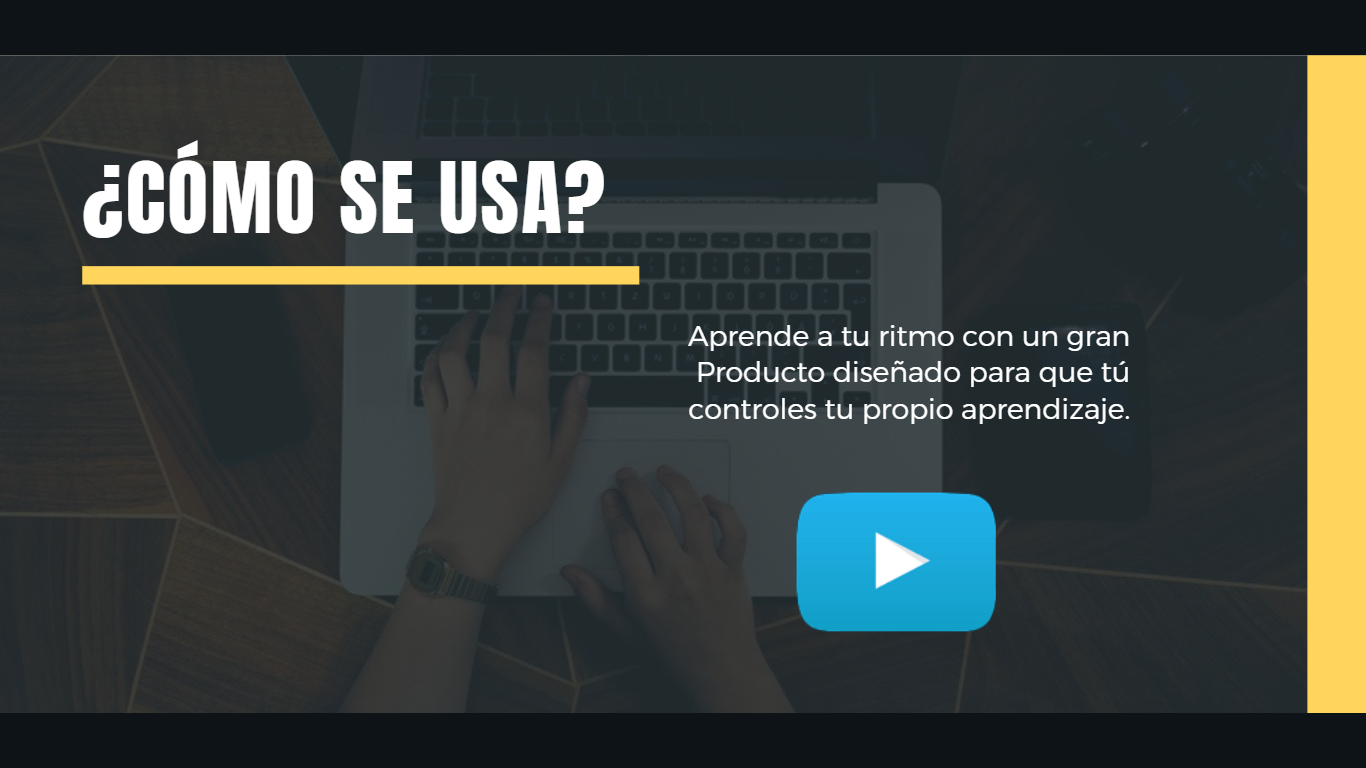 ¿CÓMO SE USA?
Aprende a tu ritmo con un gran
Producto diseñado para que tú
controles tu propio aprendizaje.